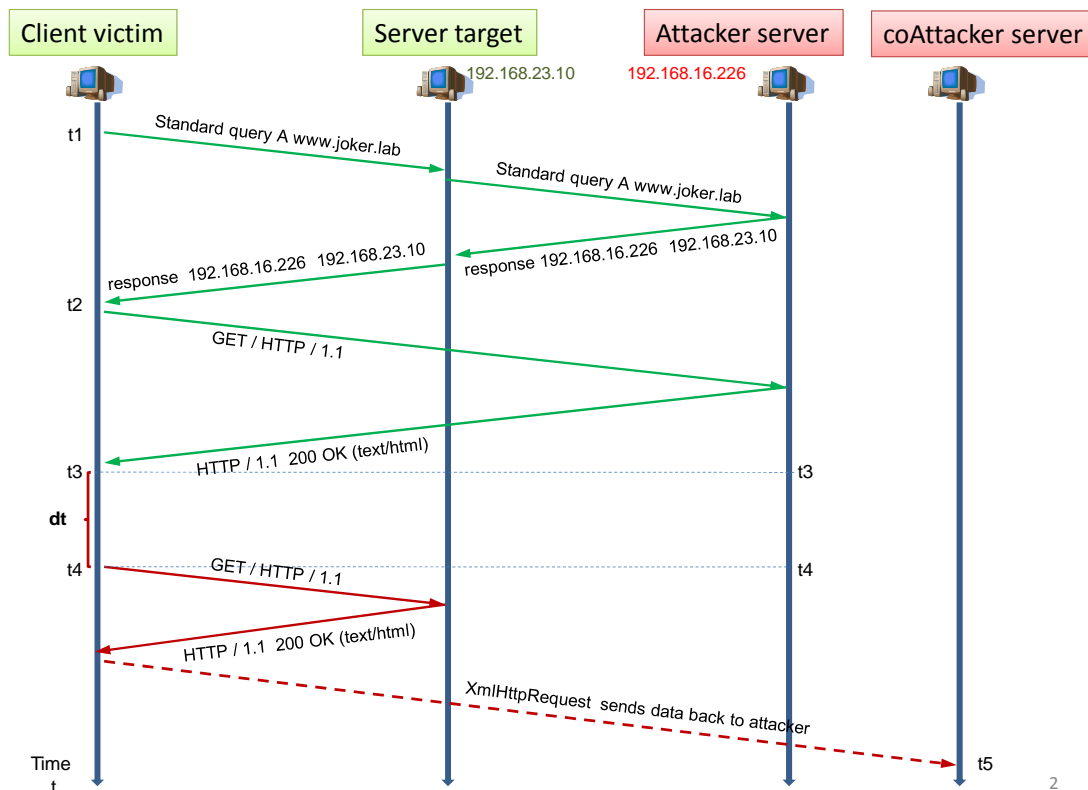 Client victim
Server target
Attacker server
coAttacker server
192.168.23.10
192.168.16.226
t1
Standard query A www.joker.lab
Standard query A www.joker.lab
response 192.168.16.226 192.168.23.10
response 192.168.16.226 192.168.23.10
t2
GET / HTTP / 1.1
HTTP / 1.1 200 OK (text/html)
t3
t3
dt
t4
t4
GET / HTTP / 1.1
HTTP / 1.1 200 OK (text/html)
XmlHttpRequest sends data back to attacker
Time
t
t5
2